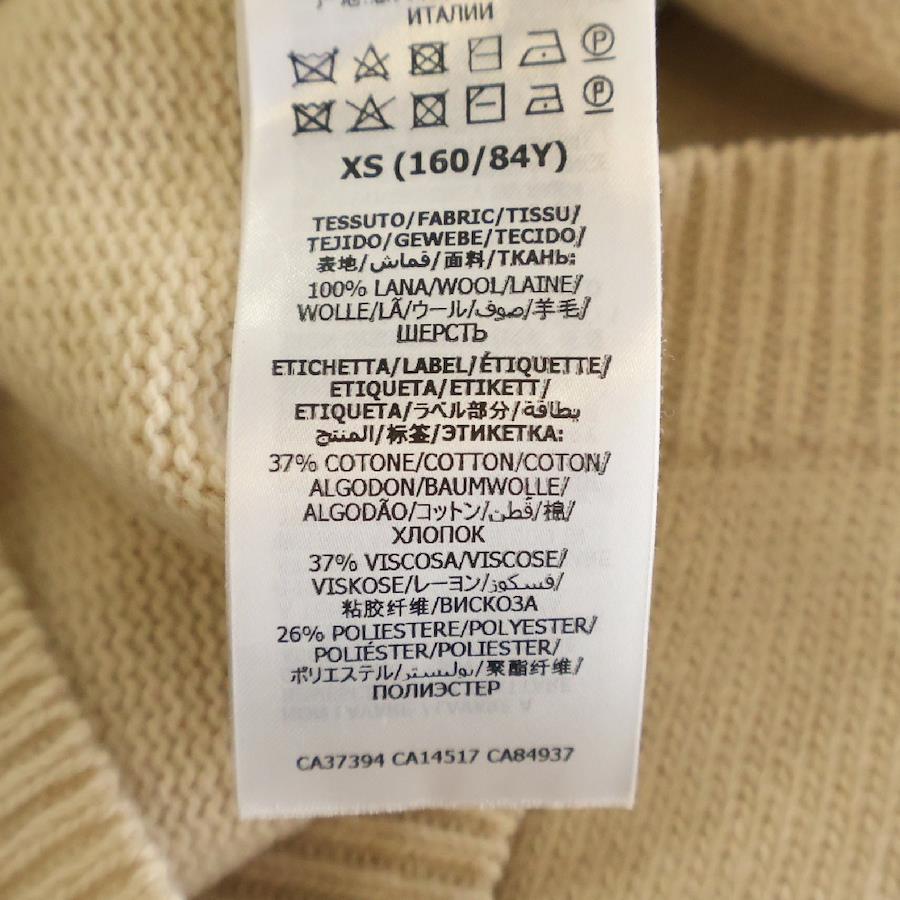 ИТАЛИИ
P
P
XS (160/84Y)
TESSUTO/FABRIC/TISSU/
TEJIDO/GEWEBE/TECIDO/
表地/قماش/面料/ТКАНЬ:
100% LANA/WOOL/LAINE/
WOLLE/LÃ/ウール/صوف/羊毛/
ШЕРСТЬ
ETICHETTA/LABEL/ÉTIQUETTE/
ETIQUETA/ETIKETT/
ETIQUETA/ラベル部分/بطاقة
المنتج/标签/ЭТИКЕТКА:
37% COTONE/COTTON/COTON/
ALGODON/BAUMWOLLE/
ALGODÃO/コットン/قطن/棉/
ХЛОПОК
37% VISCOSA/VISCOSE/
VISKOSE/レーヨン/فسكوز/
粘胶纤维/ВИСКОЗА
26% POLIESTERE/POLYESTER/
POLIÉSTER/POLIESTER/
ポリエステル/بوليستر/聚酯纤维/
ПОЛИЭСТЕР
CA37394 CA14517 CA84937